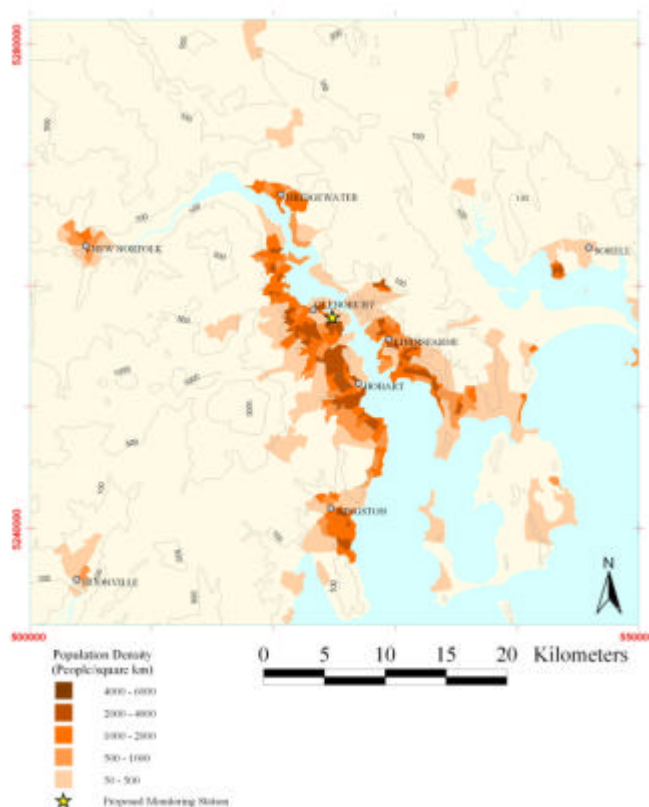 5280000
BRIDGEWATER
NEW NORFOLK
SORELL
GLENORCHY
LINDISFARNE
HOBART
KINGSTON
5240000
HUONVILLE
N
500000
55000
Population Density
(People/square km)
0 5 10 15 20 Kilometers
4000 - 6000
2000 - 4000
1000 - 2000
500 - 1000
50 - 500
Proposed Monitoring Station